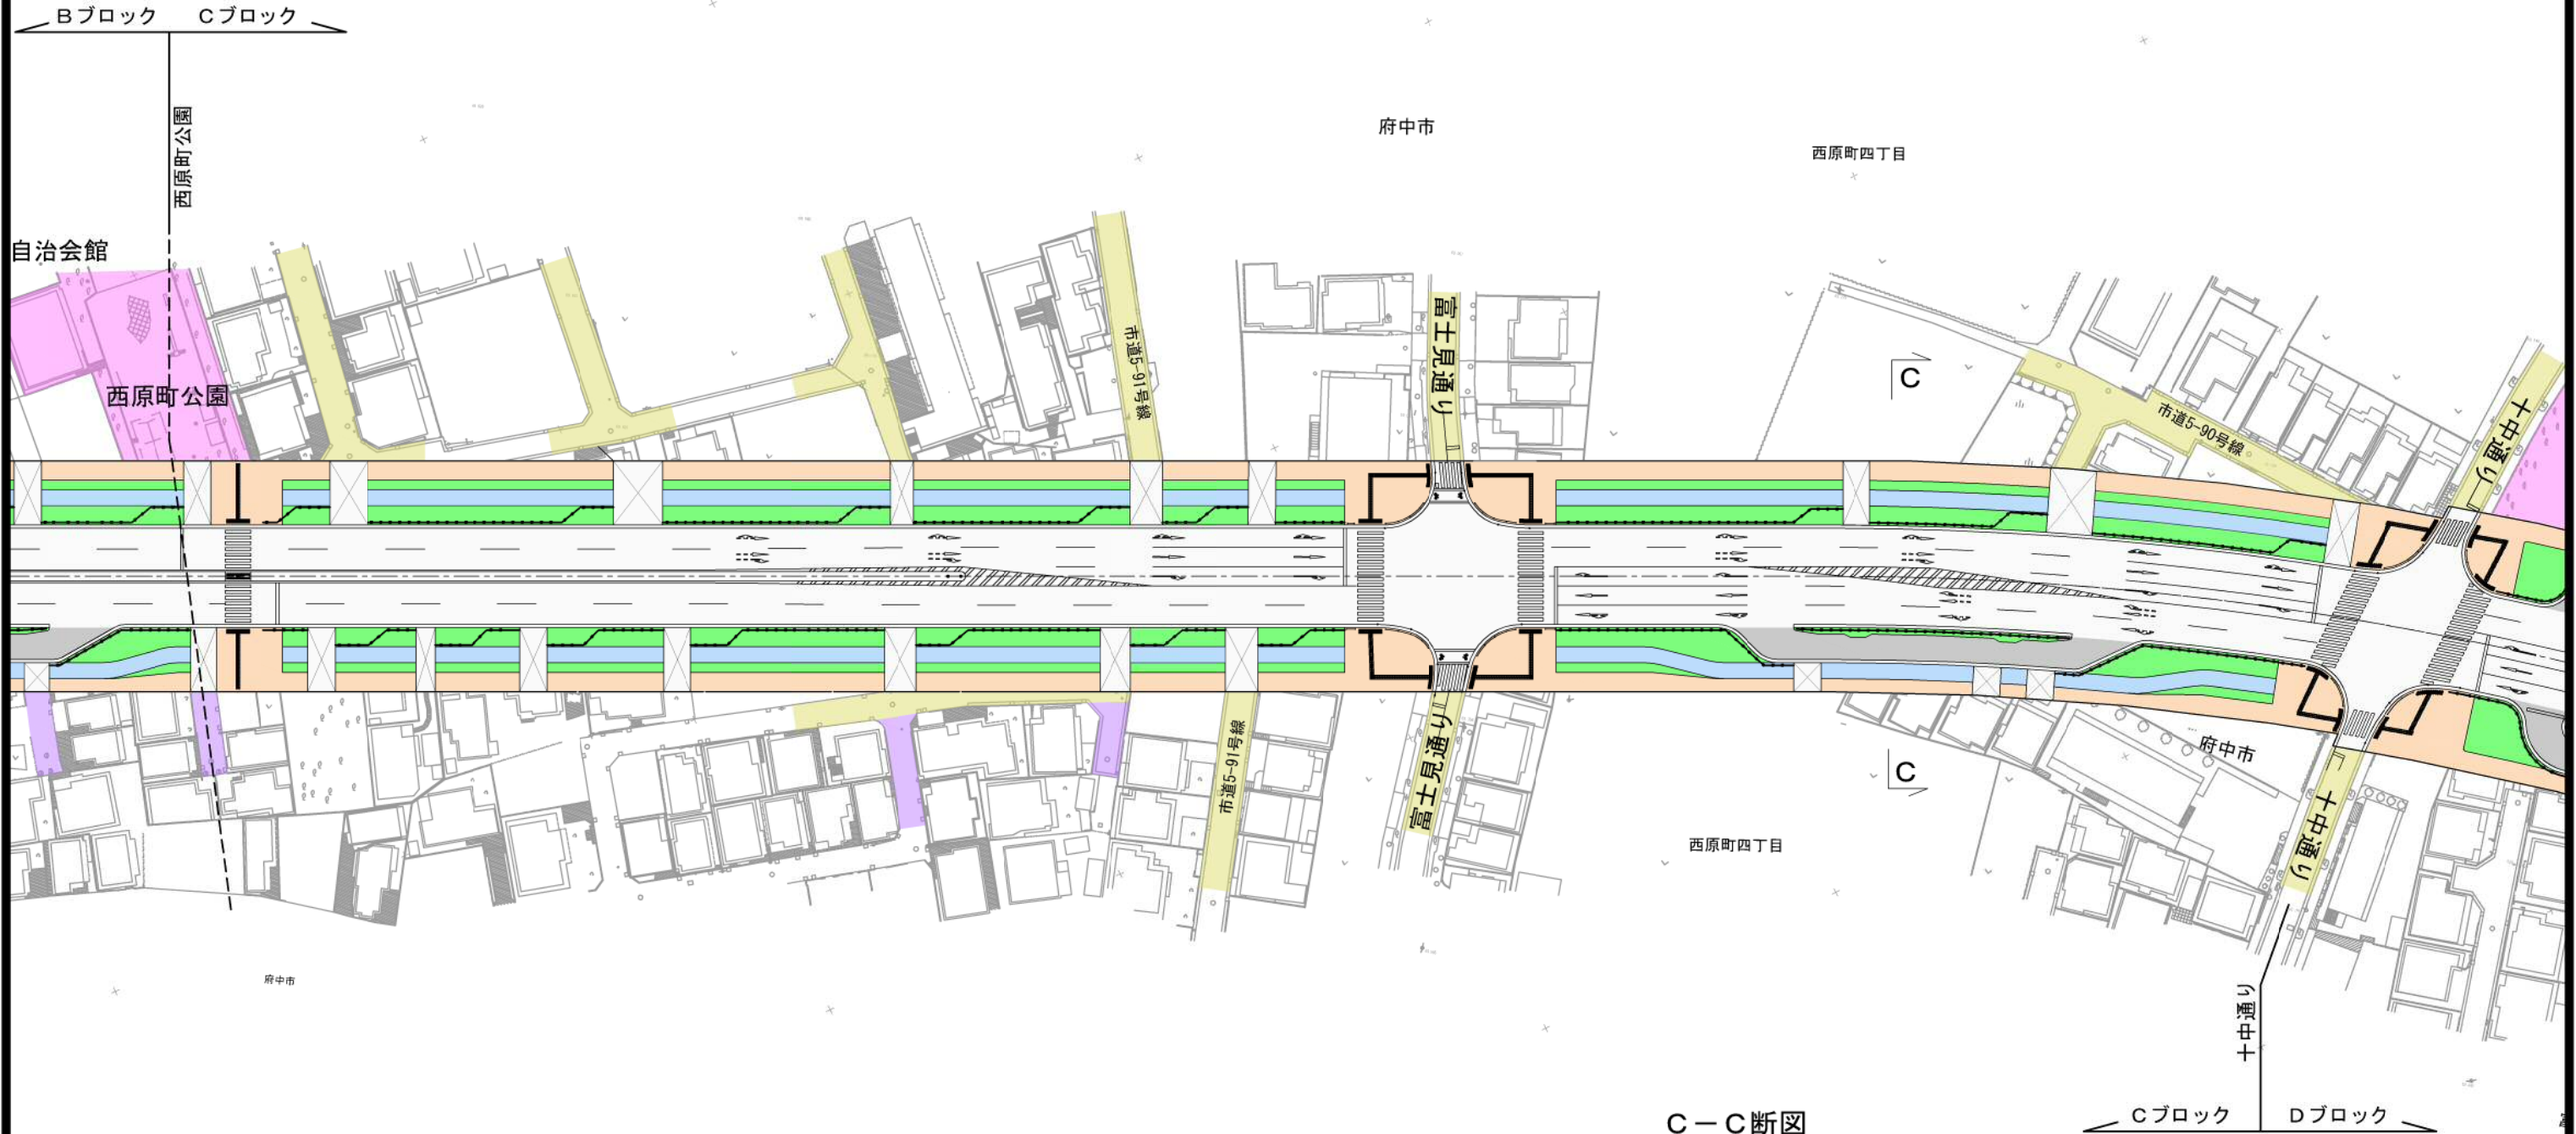 Bブロック Cブロック
西原町公園
府中市
西原町四丁目
自治会館
西原町公園
市道5-91号線
富士見通り
C
市道5-90号線
十中通り
市道5-91号線
富士見通り
C
府中市
十中通り
西原町四丁目
府中市
十中通り
C－C断図
Cブロック Dブロック